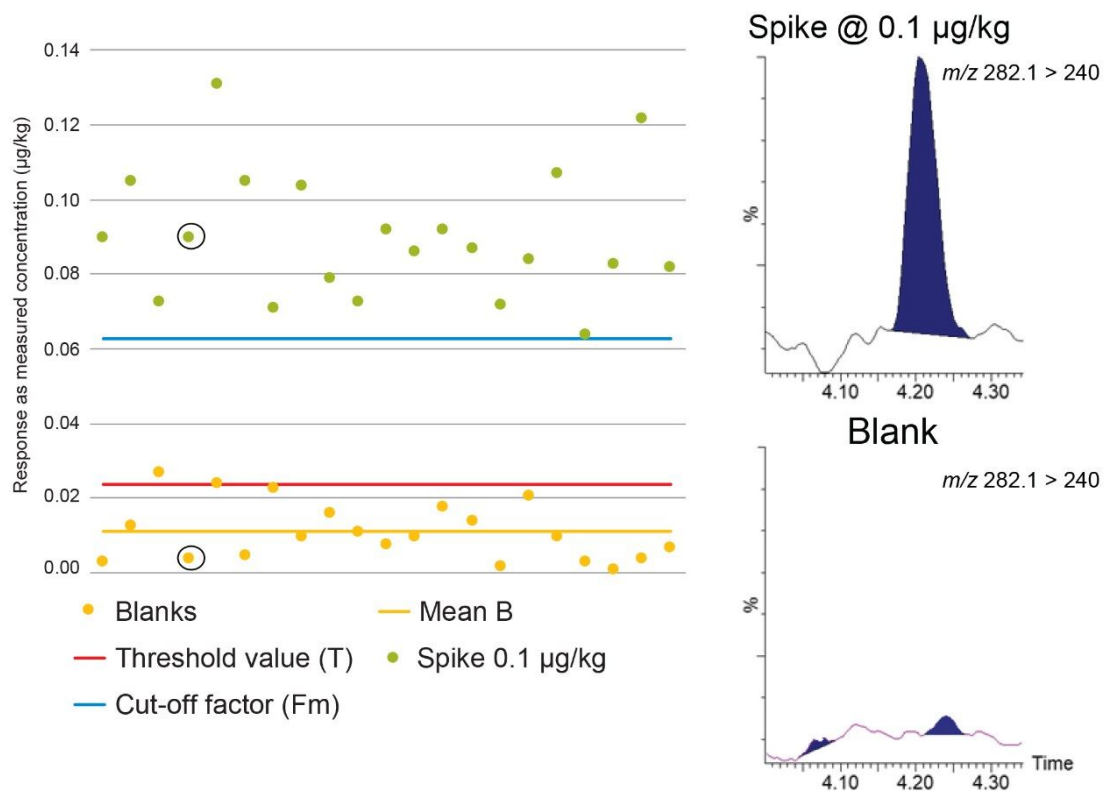 Response as measured concentration (µg/kg)
0.14
0.12
0.10
0.08
0.06
0.04
0.02
0.00
Blanks
Mean B
Threshold value (T)
Spike 0.1 µg/kg
Cut-off factor (Fm)
Spike @ 0.1 µg/kg
m/z 282.1 > 240
%
4.10 4.20 4.30
Blank
m/z 282.1 > 240
%
Time
4.10 4.20 4.30